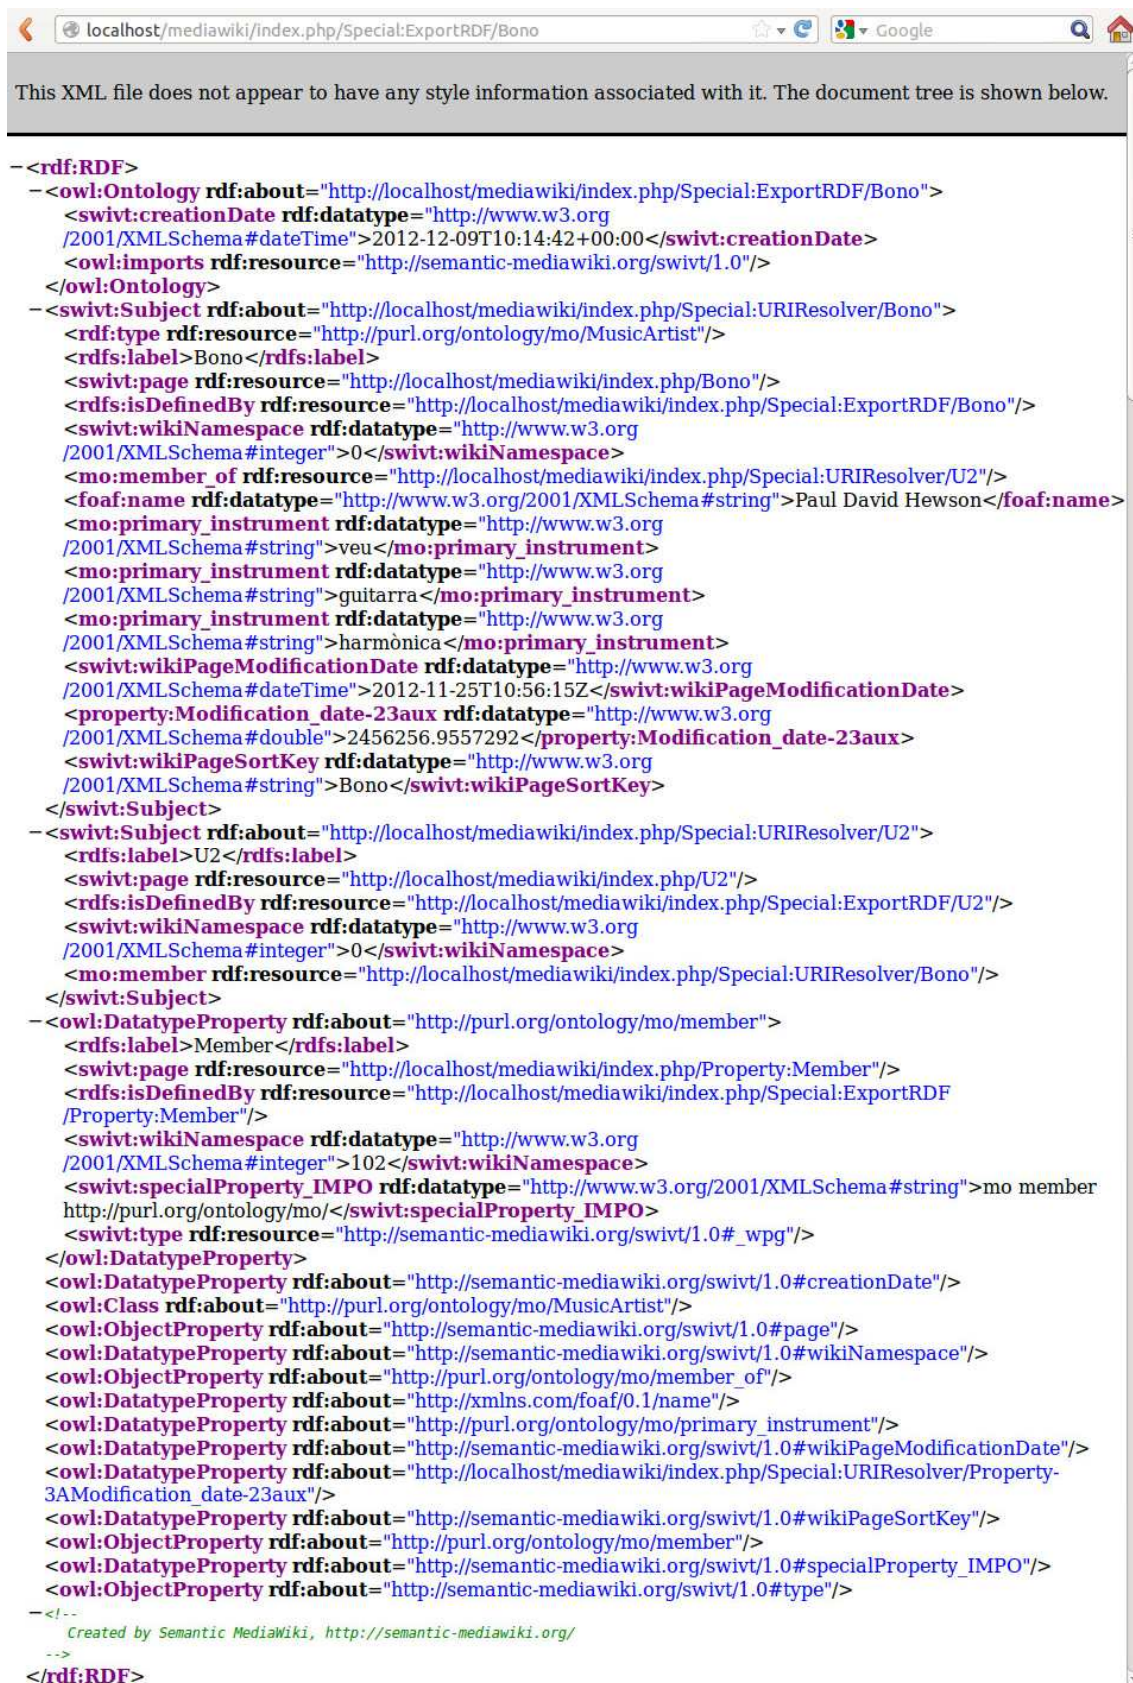 localhost/mediawiki/index.php/Special:ExportRDF/Bono
Google
This XML file does not appear to have any style information associated with it. The document tree is shown below.
−<rdf:RDF>
−<owl:Ontology rdf:about="http://localhost/mediawiki/index.php/Special:ExportRDF/Bono">
<swivt:creationDate rdf:datatype="http://www.w3.org
/2001/XMLSchema#dateTime">2012-12-09T10:14:42+00:00</swivt:creationDate>
<owl:imports rdf:resource="http://semantic-mediawiki.org/swivt/1.0"/>
</owl:Ontology>
−<swivt:Subject rdf:about="http://localhost/mediawiki/index.php/Special:URIResolver/Bono">
<rdf:type rdf:resource="http://purl.org/ontology/mo/MusicArtist"/>
<rdfs:label>Bono</rdfs:label>
<swivt:page rdf:resource="http://localhost/mediawiki/index.php/Bono"/>
<rdfs:isDefinedBy rdf:resource="http://localhost/mediawiki/index.php/Special:ExportRDF/Bono"/>
<swivt:wikiNamespace rdf:datatype="http://www.w3.org
/2001/XMLSchema#integer">0</swivt:wikiNamespace>
<mo:member_of rdf:resource="http://localhost/mediawiki/index.php/Special:URIResolver/U2"/>
<foaf:name rdf:datatype="http://www.w3.org/2001/XMLSchema#string">Paul David Hewson</foaf:name>
<mo:primary_instrument rdf:datatype="http://www.w3.org
/2001/XMLSchema#string">veu</mo:primary_instrument>
<mo:primary_instrument rdf:datatype="http://www.w3.org
/2001/XMLSchema#string">guitarra</mo:primary_instrument>
<mo:primary_instrument rdf:datatype="http://www.w3.org
/2001/XMLSchema#string">harmònica</mo:primary_instrument>
<swivt:wikiPageModificationDate rdf:datatype="http://www.w3.org
/2001/XMLSchema#dateTime">2012-11-25T10:56:15Z</swivt:wikiPageModificationDate>
<property:Modification_date-23aux rdf:datatype="http://www.w3.org
/2001/XMLSchema#double">2456256.9557292</property:Modification_date-23aux>
<swivt:wikiPageSortKey rdf:datatype="http://www.w3.org
/2001/XMLSchema#string">Bono</swivt:wikiPageSortKey>
</swivt:Subject>
−<swivt:Subject rdf:about="http://localhost/mediawiki/index.php/Special:URIResolver/U2">
<rdfs:label>U2</rdfs:label>
<swivt:page rdf:resource="http://localhost/mediawiki/index.php/U2"/>
<rdfs:isDefinedBy rdf:resource="http://localhost/mediawiki/index.php/Special:ExportRDF/U2"/>
<swivt:wikiNamespace rdf:datatype="http://www.w3.org
/2001/XMLSchema#integer">0</swivt:wikiNamespace>
<mo:member rdf:resource="http://localhost/mediawiki/index.php/Special:URIResolver/Bono"/>
</swivt:Subject>
−<owl:DatatypeProperty rdf:about="http://purl.org/ontology/mo/member">
<rdfs:label>Member</rdfs:label>
<swivt:page rdf:resource="http://localhost/mediawiki/index.php/Property:Member"/>
<rdfs:isDefinedBy rdf:resource="http://localhost/mediawiki/index.php/Special:ExportRDF
/Property:Member"/>
<swivt:wikiNamespace rdf:datatype="http://www.w3.org
/2001/XMLSchema#integer">102</swivt:wikiNamespace>
<swivt:specialProperty_IMPO rdf:datatype="http://www.w3.org/2001/XMLSchema#string">mo member
http://purl.org/ontology/mo/</swivt:specialProperty_IMPO>
<swivt:type rdf:resource="http://semantic-mediawiki.org/swivt/1.0#_wpg"/>
</owl:DatatypeProperty>
<owl:DatatypeProperty rdf:about="http://semantic-mediawiki.org/swivt/1.0#creationDate"/>
<owl:Class rdf:about="http://purl.org/ontology/mo/MusicArtist"/>
<owl:ObjectProperty rdf:about="http://semantic-mediawiki.org/swivt/1.0#page"/>
<owl:DatatypeProperty rdf:about="http://semantic-mediawiki.org/swivt/1.0#wikiNamespace"/>
<owl:ObjectProperty rdf:about="http://purl.org/ontology/mo/member_of"/>
<owl:DatatypeProperty rdf:about="http://xmlns.com/foaf/0.1/name"/>
<owl:DatatypeProperty rdf:about="http://purl.org/ontology/mo/primary_instrument"/>
<owl:DatatypeProperty rdf:about="http://semantic-mediawiki.org/swivt/1.0#wikiPageModificationDate"/>
<owl:DatatypeProperty rdf:about="http://localhost/mediawiki/index.php/Special:URIResolver/Property-
3AModification_date-23aux"/>
<owl:DatatypeProperty rdf:about="http://semantic-mediawiki.org/swivt/1.0#wikiPageSortKey"/>
<owl:ObjectProperty rdf:about="http://purl.org/ontology/mo/member"/>
<owl:DatatypeProperty rdf:about="http://semantic-mediawiki.org/swivt/1.0#specialProperty_IMPO"/>
<owl:ObjectProperty rdf:about="http://semantic-mediawiki.org/swivt/1.0#type"/>
−<!--
Created by Semantic MediaWiki, http://semantic-mediawiki.org/
-->
</rdf:RDF>